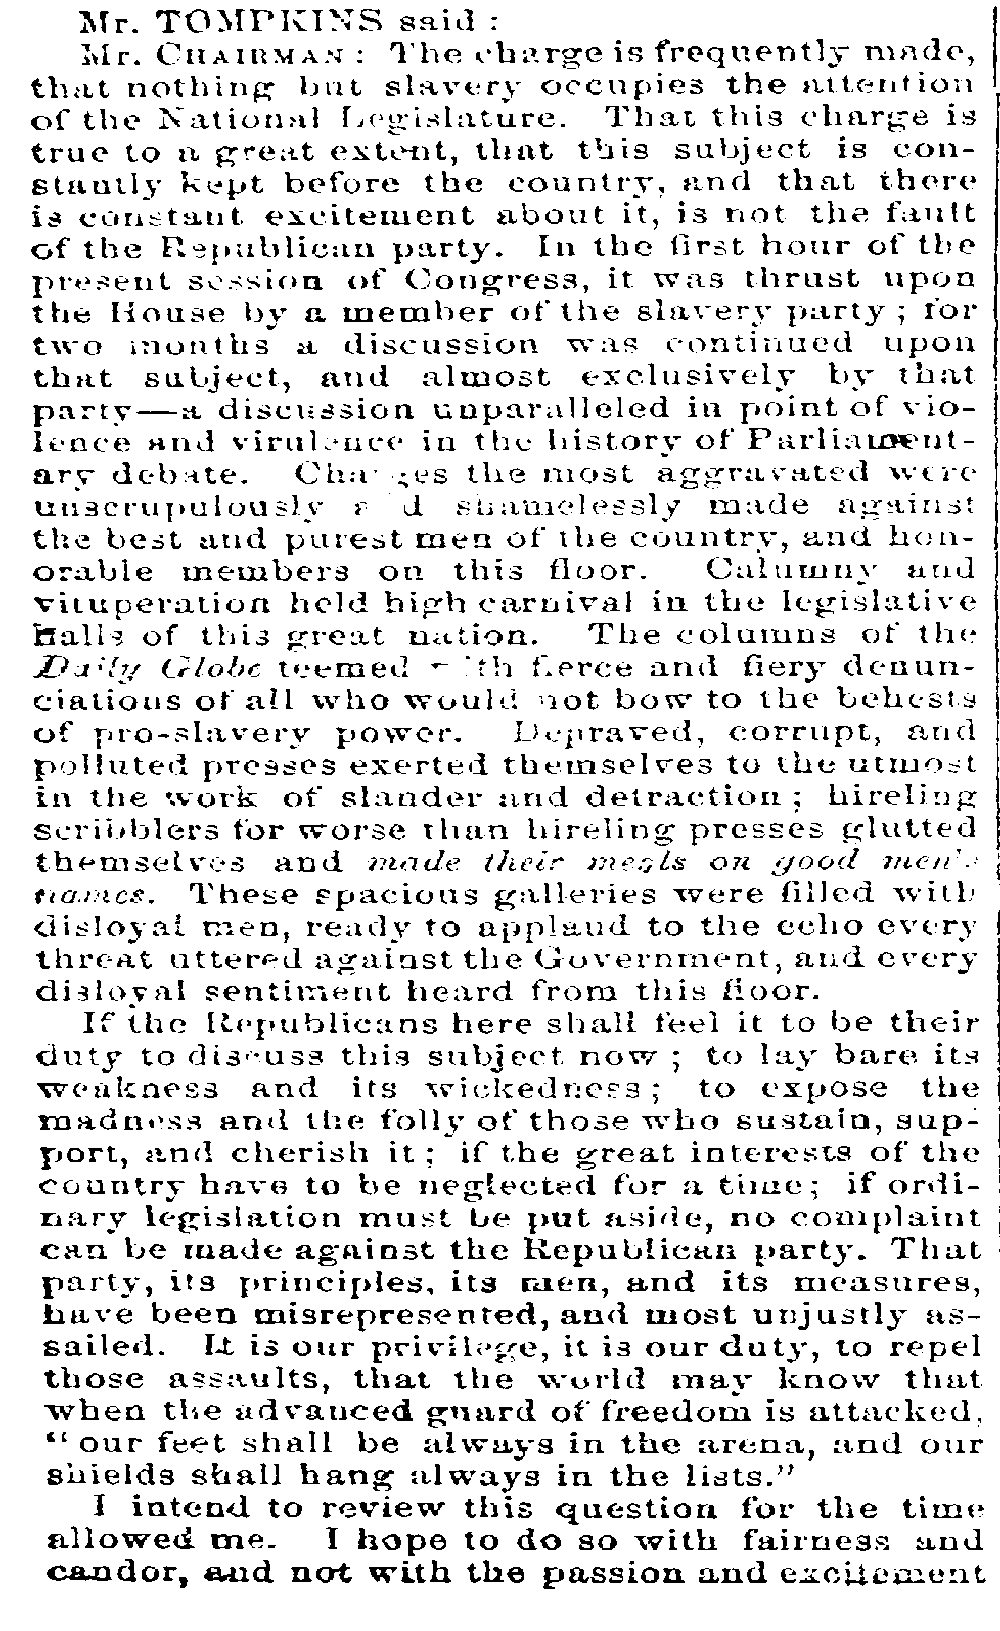 Mr. TOMPKINS said:
Mr. CHAIRMAN: The charge is frequently made,
that nothing but slavery occupies the attention
of the National Legislature. That this charge is
true to a great extent, that this subject is con-
stantly kept before the country, and that there
is constant excitement about it, is not the fault
of the Republican party. In the first hour of the
present session of Congress, it was thrust upon
the House by a member of the slavery party; for
two months a discussion was continued upon
that subject, and almost exclusively by that
party—a discussion unparalleled in point of vio-
lence and virulence in the history of Parliament-
ary debate. Charges the most aggravated were
unscrupulously and shamelessly made against
the best and purest men of the country, and hon-
orable members on this floor. Calumny and
vituperation held high carnival in the legislative
halls of this great nation. The columns of the
Daily Globe teemed with fierce and fiery denun-
ciations of all who would not bow to the behests
of pro-slavery power. Depraved, corrupt, and
polluted presses exerted themselves to the utmost
in the work of slander and detraction; hireling
scribblers for worse than hireling presses glutted
themselves and made their meals on good men's
names. These spacious galleries were filled with
disloyal men, ready to applaud to the echo every
threat uttered against the Government, and every
disloyal sentiment heard from this floor.
If the Republicans here shall feel it to be their
duty to discuss this subject now; to lay bare its
weakness and its wickedness; to expose the
madness and the folly of those who sustain, sup-
port, and cherish it; if the great interests of the
country have to be neglected for a time; if ordi-
nary legislation must be put aside, no complaint
can be made against the Republican party. That
party, its principles, its men, and its measures,
have been misrepresented, and most unjustly as-
sailed. It is our privilege, it is our duty, to repel
those assaults, that the world may know that
when the advanced guard of freedom is attacked,
"our feet shall be always in the arena, and our
shields shall hang always in the lists."
I intend to review this question for the time
allowed me. I hope to do so with fairness and
candor, and not with the passion and excitement